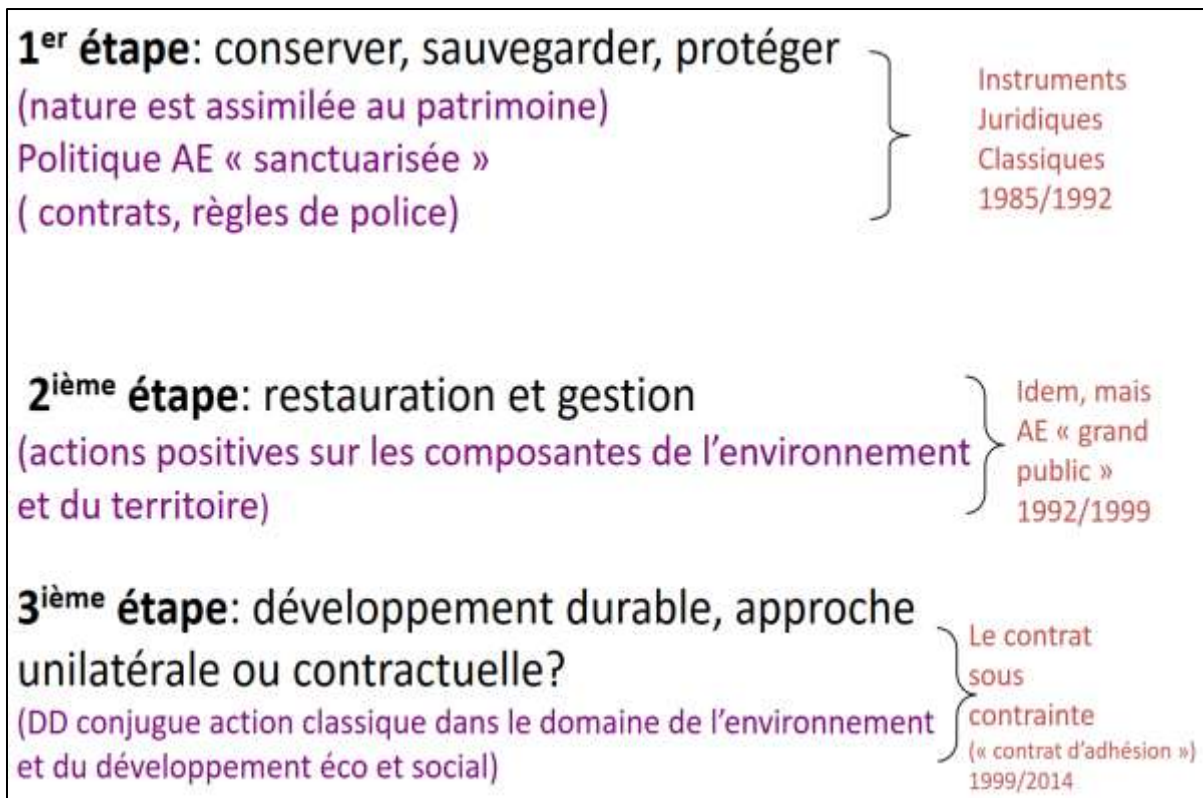 1er étape: conserver, sauvegarder, protéger
(nature est assimilée au patrimoine)
Politique AE « sanctuarisée »
( contrats, règles de police)
Instruments
Juridiques
Classiques
1985/1992
2ième étape: restauration et gestion
(actions positives sur les composantes de l'environnement
et du territoire)
Idem, mais
AE « grand
public »
1992/1999
3ième étape: développement durable, approche
unilatérale ou contractuelle?
(DD conjugue action classique dans le domaine de l'environnement
et du développement éco et social)
Le contrat
sous
contrainte
(« contrat d'adhésion »)
1999/2014